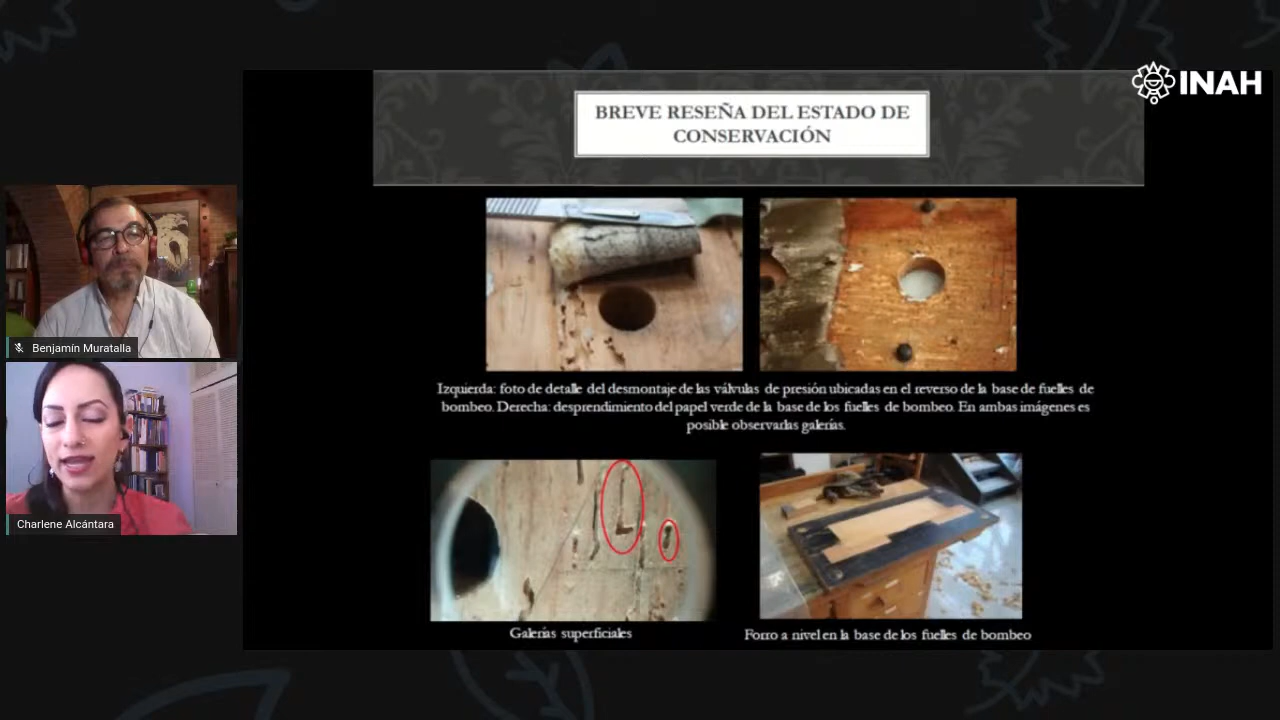 INAH
BREVE RESEÑA DEL ESTADO DE
CONSERVACIÓN
Izquierda: foto de detalle del desmontaje de las válvulas de presión ubicadas en el reverso de la base de fuelles de
bombeo. Derecha: desprendimiento del papel verde de la base de los fuelles de bombeo. En ambas imágenes es
posible observarlas galerías.
Galerías superficiales
Forro a nivel en la base de los fuelles de bombeo
Benjamín Muratalla
Charlene Alcántara